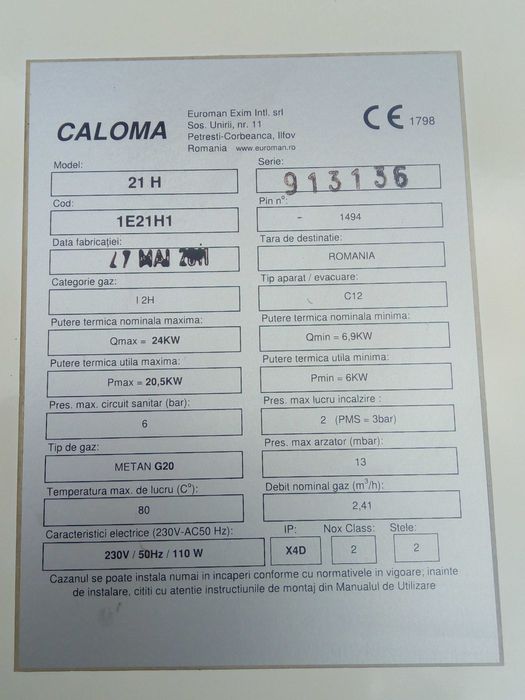 CALOMA
Euroman Exim Intl. srl
Sos. Unirii, nr. 11
Petresti-Corbeanca, Ilfov
Romania www.euroman.ro
CE 1798
Model:
21 H
Serie:
913136
Cod:
1E21H1
Pin n°:
- 1494
Data fabricaţiei:
MAI
Tara de destinatie:
ROMANIA
Categorie gaz:
I 2H
Tip aparat / evacuare:
C12
Putere termica nominala maxima:
Qmax = 24KW
Putere termica nominala minima:
Qmin = 6,9KW
Putere termica utila maxima:
Pmax = 20,5KW
Putere termica utila minima:
Pmin = 6KW
Pres. max. circuit sanitar (bar):
6
Pres. max lucru incalzire :
2 (PMS = 3bar)
Tip de gaz:
METAN G20
Pres. max arzator (mbar):
13
Temperatura max. de lucru (C°):
80
Debit nominal gaz (m³/h):
2,41
Caracteristici electrice (230V-AC50 Hz):
230V / 50Hz / 110 W
IP:
X4D
Nox Class:
2
Stele:
2
Cazanul se poate instala numai in incaperi conforme cu normativele in vigoare, inainte
de instalare, cititi cu atentie instructiunile de montaj din Manualul de Utilizare